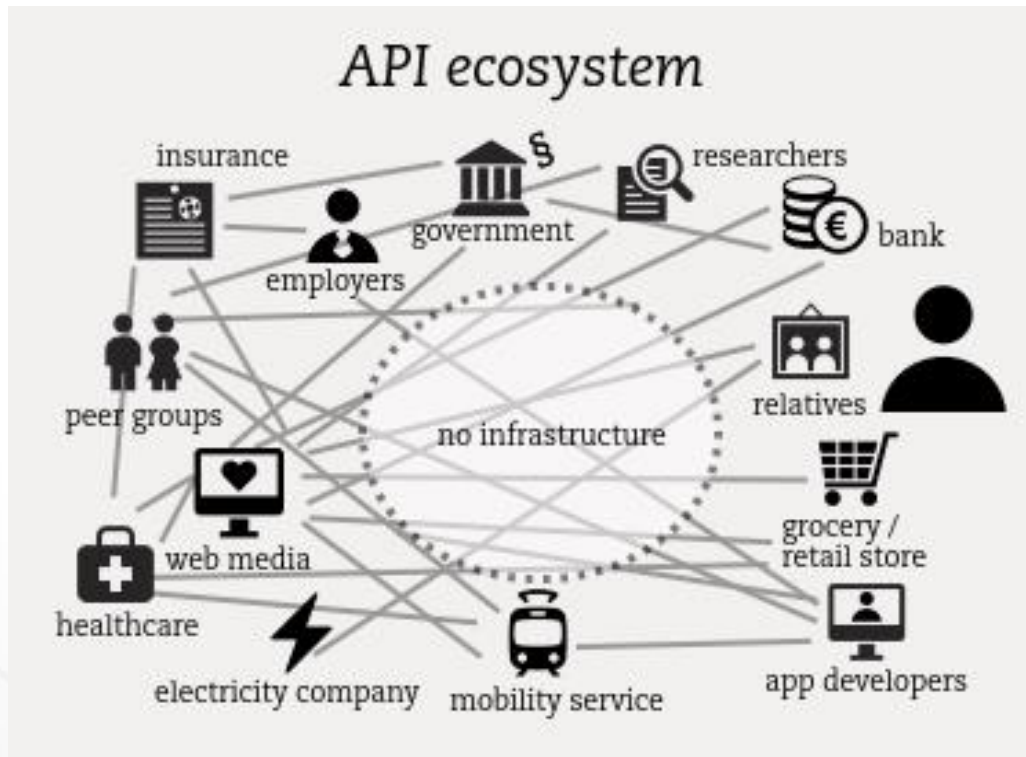 API ecosystem
insurance
§
researchers
government
€
bank
employers
peer groups
relatives
no infrastructure
grocery /
retail store
web media
healthcare
electricity company
mobility service
app developers